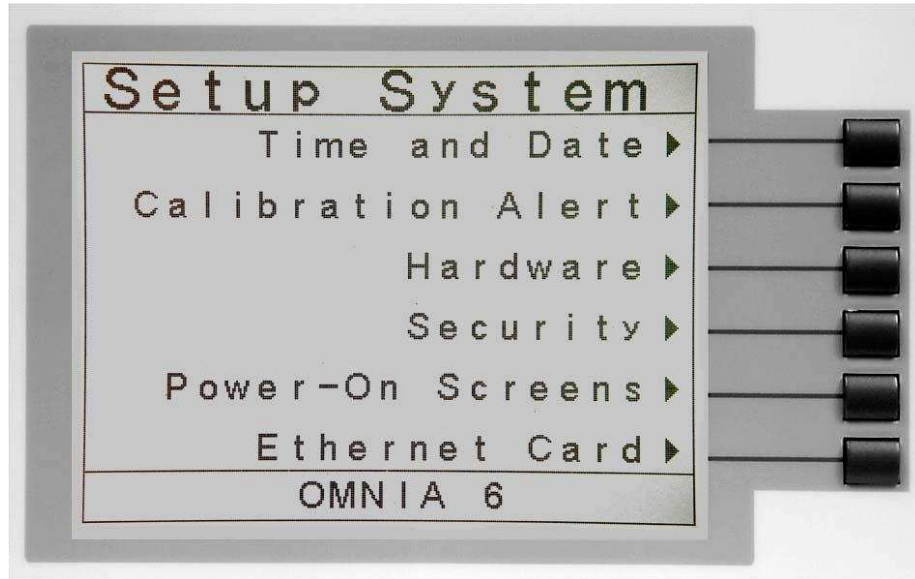 Setup System
Time and Date
Calibration Alert
Hardware
Security
Power-On Screens
Ethernet Card
OMNIA 6